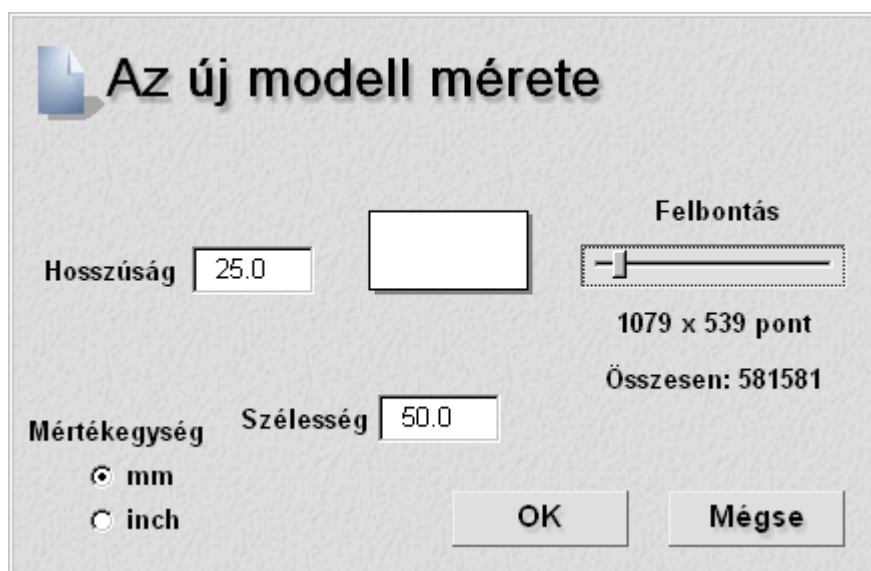 Az új modell mérete
Felbontás
Hosszúság 25.0
1079 x 539 pont
Összesen: 581581
Szélesség 50.0
Mértékegység
mm
inch
OK
Mégse